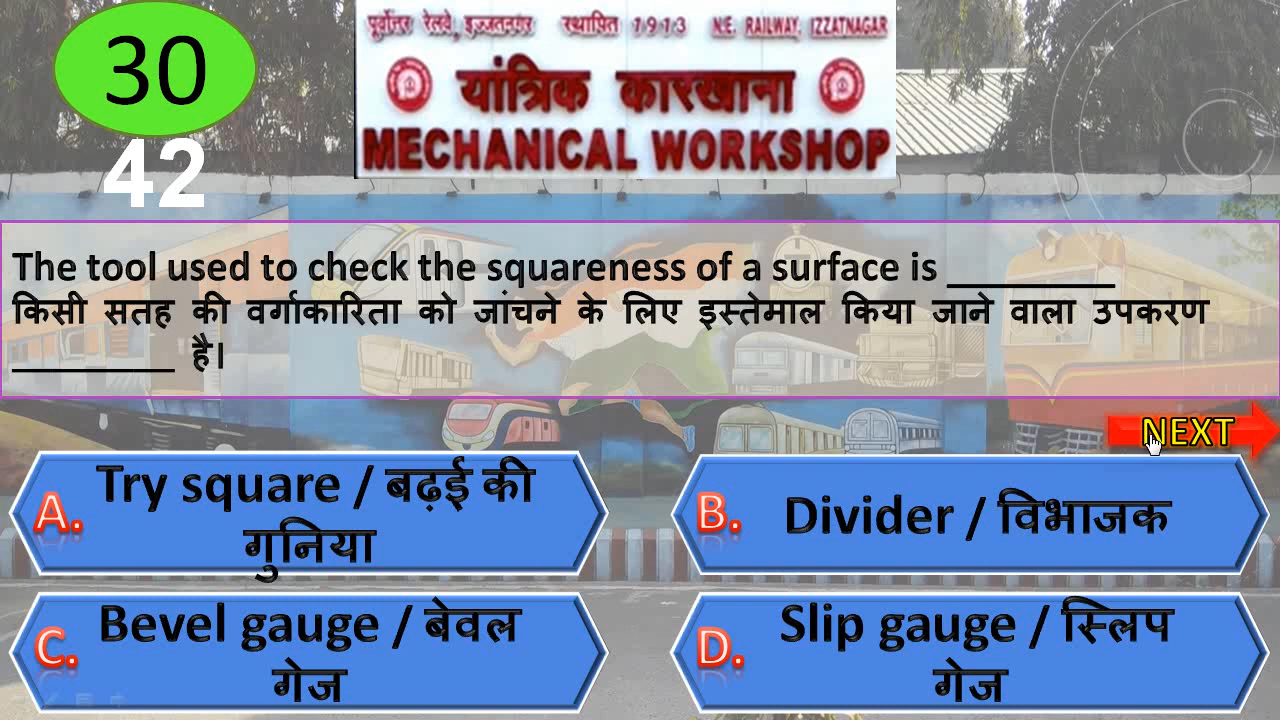 30
42
पूर्वोत्तर रेलवे, इज्जतनगर स्थापित 1913 N.E. RAILWAY, IZZATNAGAR
यांत्रिक कारखाना
MECHANICAL WORKSHOP
The tool used to check the squareness of a surface is ________
किसी सतह की वर्गाकारिता को जांचने के लिए इस्तेमाल किया जाने वाला उपकरण
________ है।
NEXT
A. Try square / बढ़ई की
गुनिया
B. Divider / विभाजक
C. Bevel gauge / बेवल
गेज
D. Slip gauge / स्लिप
गेज